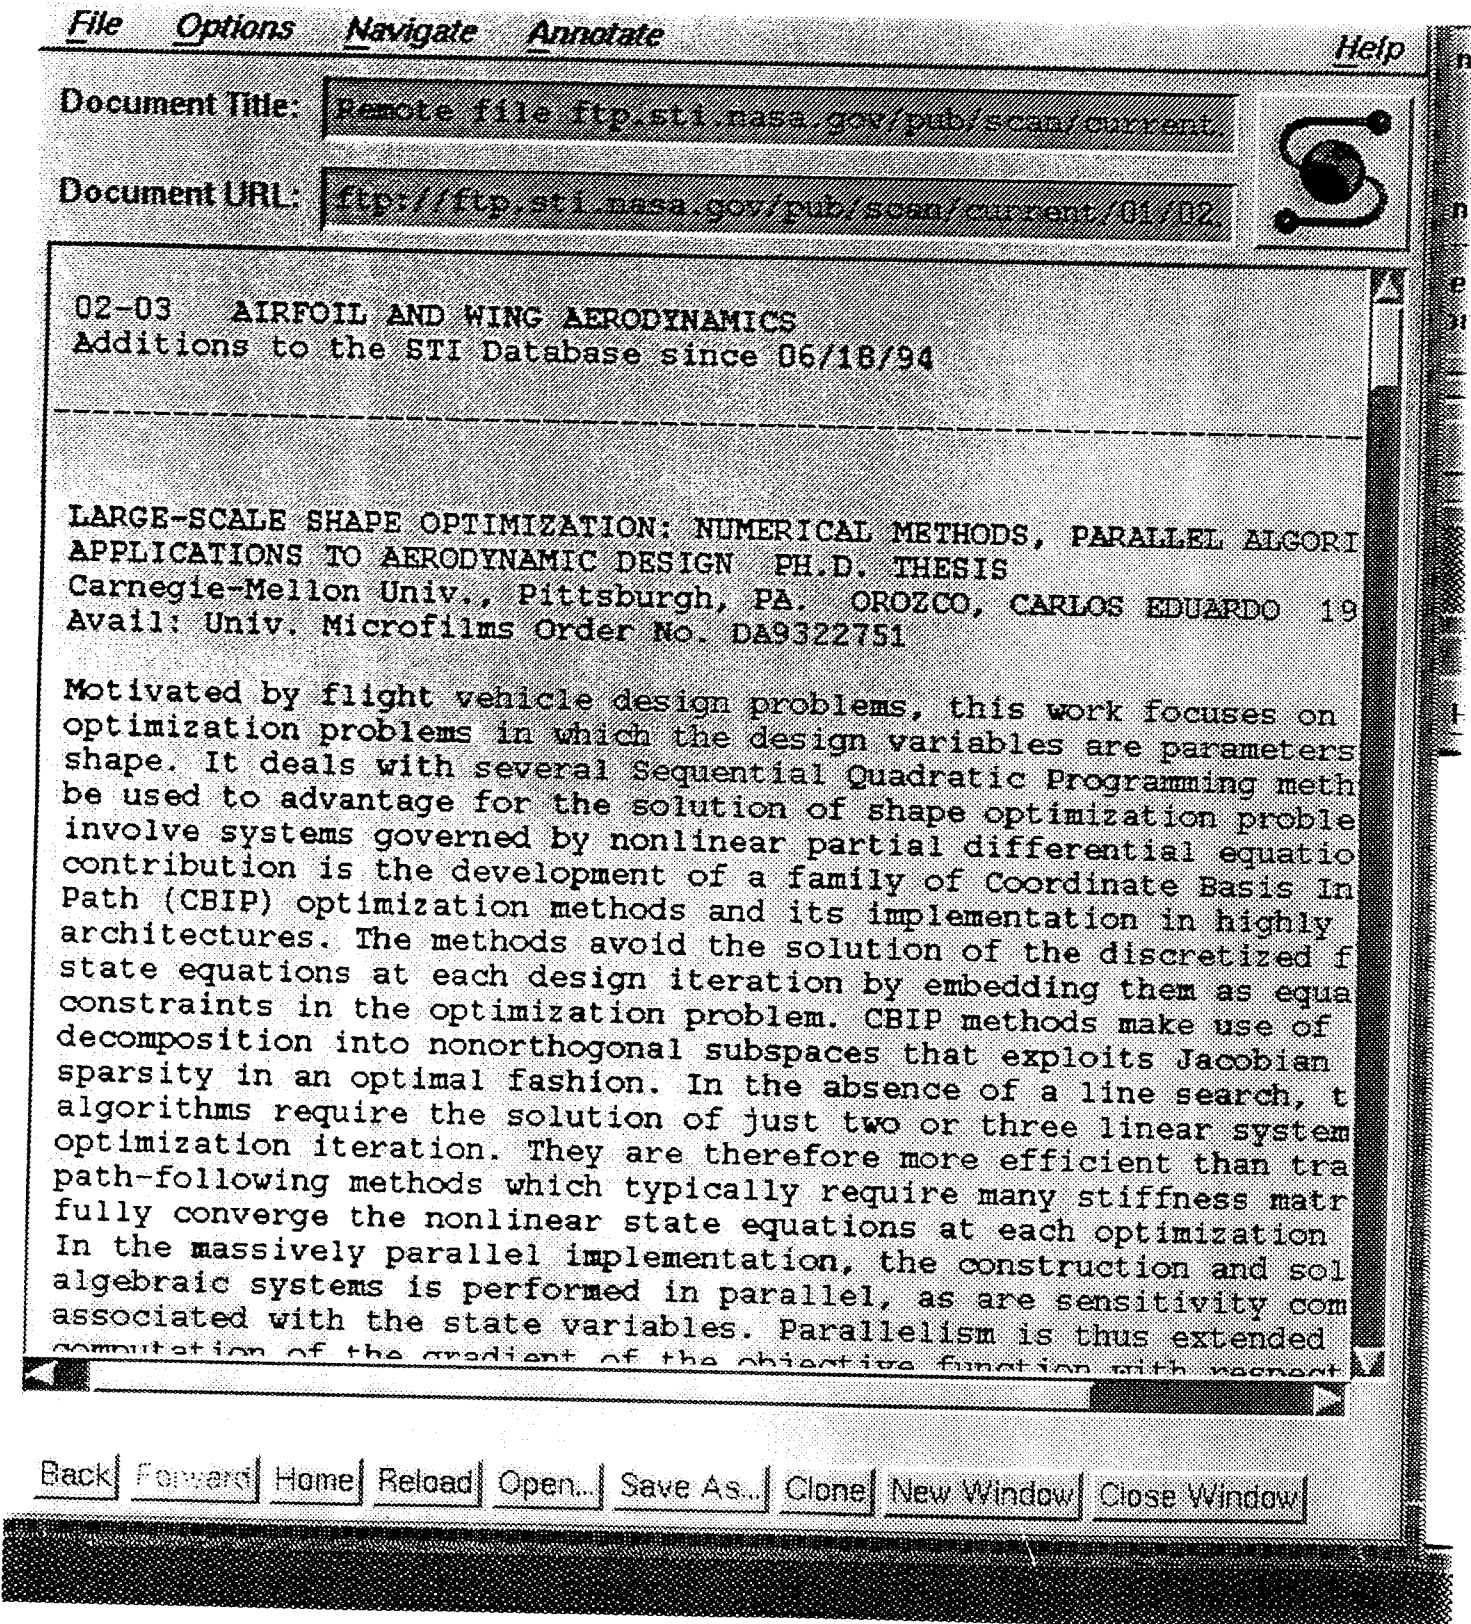 File Options Navigate Annotate Help
Document Title: Remote file ftp.sti.nasa.gov/pub/scan/current.
Document URL: ftp://ftp.sti.nasa.gov/pub/scan/current/01/02
02-03 AIRFOIL AND WING AERODYNAMICS
Additions to the STI Database since 06/18/94
LARGE-SCALE SHAPE OPTIMIZATION: NUMERICAL METHODS, PARALLEL ALGORI
APPLICATIONS TO AERODYNAMIC DESIGN PH.D. THESIS
Carnegie-Mellon Univ., Pittsburgh, PA. OROZCO, CARLOS EDUARDO 19
Avail: Univ. Microfilms Order No. DA9322751
Motivated by flight vehicle design problems, this work focuses on
optimization problems in which the design variables are parameters
shape. It deals with several Sequential Quadratic Programming meth
be used to advantage for the solution of shape optimization proble
involve systems governed by nonlinear partial differential equatio
contribution is the development of a family of Coordinate Basis In
Path (CBIP) optimization methods and its implementation in highly
architectures. The methods avoid the solution of the discretized f
state equations at each design iteration by embedding them as equa
constraints in the optimization problem. CBIP methods make use of
decomposition into nonorthogonal subspaces that exploits Jacobian
sparsity in an optimal fashion. In the absence of a line search, t
algorithms require the solution of just two or three linear system
optimization iteration. They are therefore more efficient than tra
path-following methods which typically require many stiffness matr
fully converge the nonlinear state equations at each optimization
In the massively parallel implementation, the construction and sol
algebraic systems is performed in parallel, as are sensitivity com
associated with the state variables. Parallelism is thus extended
computation of the gradient of the objective function with respect
Back Forward Home Reload Open... Save As... Clone New Window Close Window